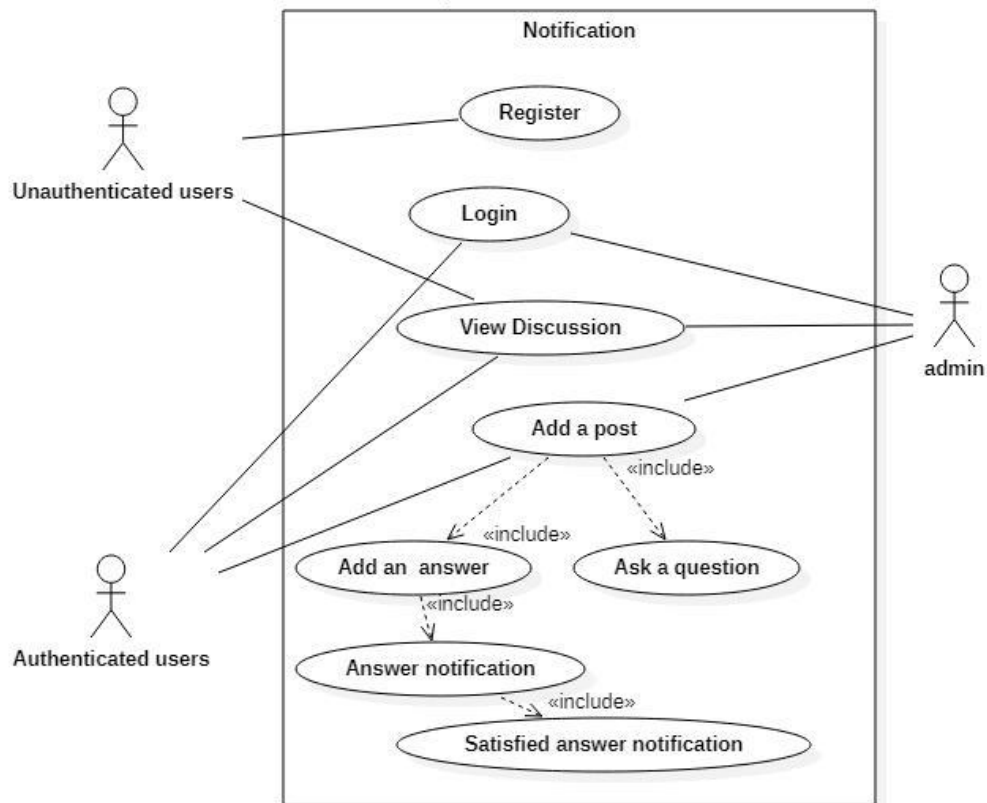 Notification
Register
Unauthenticated users
Login
View Discussion
admin
Add a post
«include»
«include»
Add an  answer
Ask a question
«include»
Authenticated users
Answer notification
«include»
Satisfied answer notification